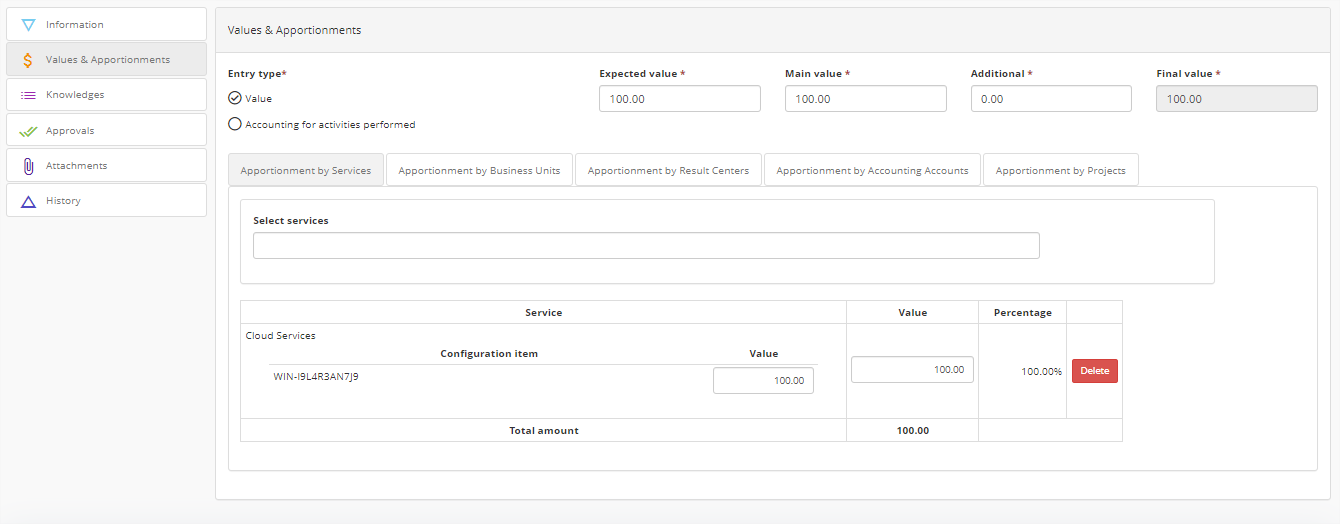 Information
Values & Apportionments
Knowledges
Approvals
Attachments
History
Values & Apportionments
Entry type*
Value
Accounting for activities performed
Expected value *
100.00
Main value *
100.00
Additional *
0.00
Final value *
100.00
Apportionment by Services
Apportionment by Business Units
Apportionment by Result Centers
Apportionment by Accounting Accounts
Apportionment by Projects
Select services
Service Value Percentage
Cloud Services
Configuration item Value
WIN-I9L4R3AN7J9 100.00
100.00 100.00% Delete
Total amount 100.00